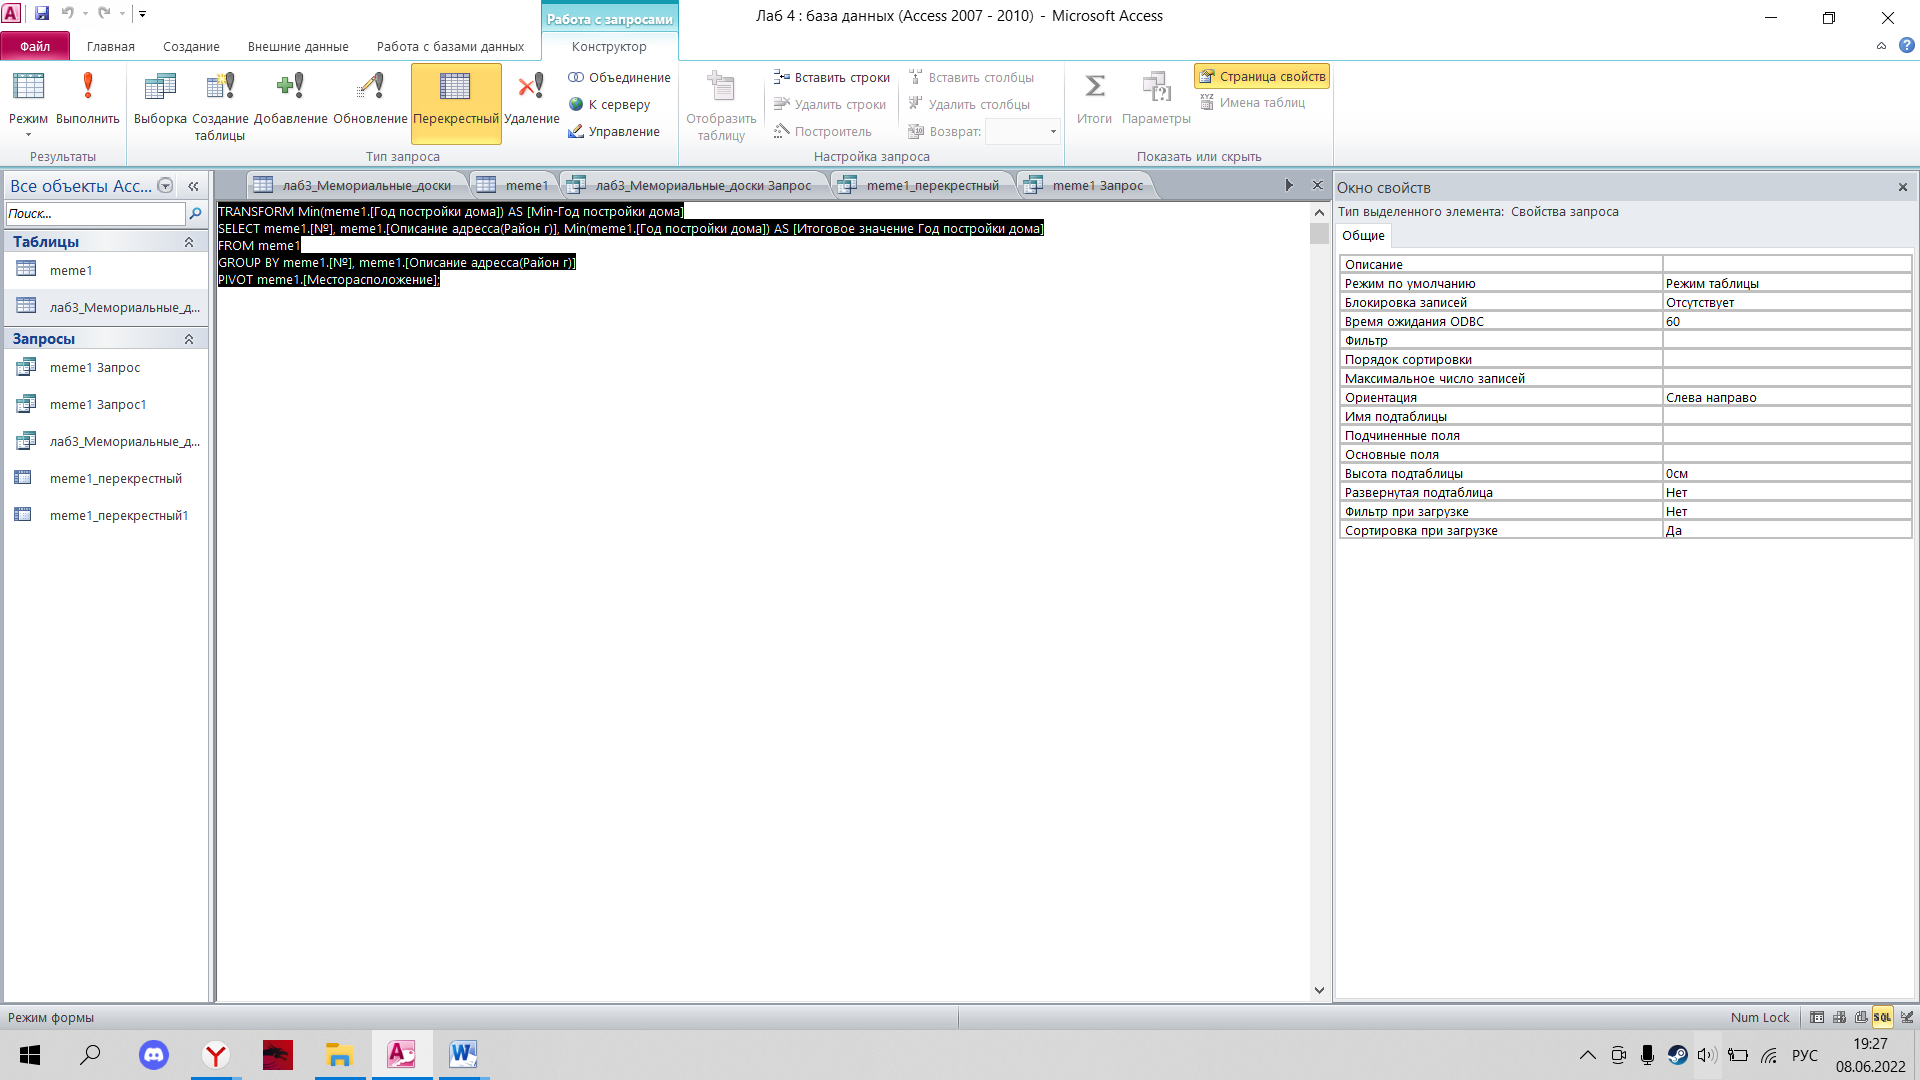 Работа с запросами
Лаб 4 : база данных (Access 2007 - 2010) - Microsoft Access
Файл
Главная
Создание
Внешние данные
Работа с базами данных
Конструктор
Режим
Выполнить
Результаты
Выборка
Создание таблицы
Добавление
Обновление
Перекрестный
Удаление
Объединение
К серверу
Управление
Тип запроса
Отобразить таблицу
Вставить строки
Удалить строки
Построитель
Вставить столбцы
Удалить столбцы
Возврат:
Настройка запроса
Итоги
Параметры
Страница свойств
Имена таблиц
Показать или скрыть
Все объекты Acc...
Поиск...
Таблицы
meme1
лаб3_Мемориальные_д...
Запросы
meme1 Запрос
meme1 Запрос1
лаб3_Мемориальные_д...
meme1_перекрестный
meme1_перекрестный1
лаб3_Мемориальные_доски
meme1
лаб3_Мемориальные_доски Запрос
meme1_перекрестный
meme1 Запрос
TRANSFORM Min(meme1.[Год постройки дома]) AS [Min-Год постройки дома]
SELECT meme1.[№], meme1.[Описание адресса(Район г)], Min(meme1.[Год постройки дома]) AS [Итоговое значение Год постройки дома]
FROM meme1
GROUP BY meme1.[№], meme1.[Описание адресса(Район г)]
PIVOT meme1.[Месторасположение];
Окно свойств
Тип выделенного элемента: Свойства запроса
Общие
Описание
Режим по умолчанию Режим таблицы
Блокировка записей Отсутствует
Время ожидания ODBC 60
Фильтр
Порядок сортировки
Максимальное число записей
Ориентация Слева направо
Имя подтаблицы
Подчиненные поля
Основные поля
Высота подтаблицы 0см
Развернутая подтаблица Нет
Фильтр при загрузке Нет
Сортировка при загрузке Да
Режим формы
Num Lock
SQL
РУС
19:27
08.06.2022